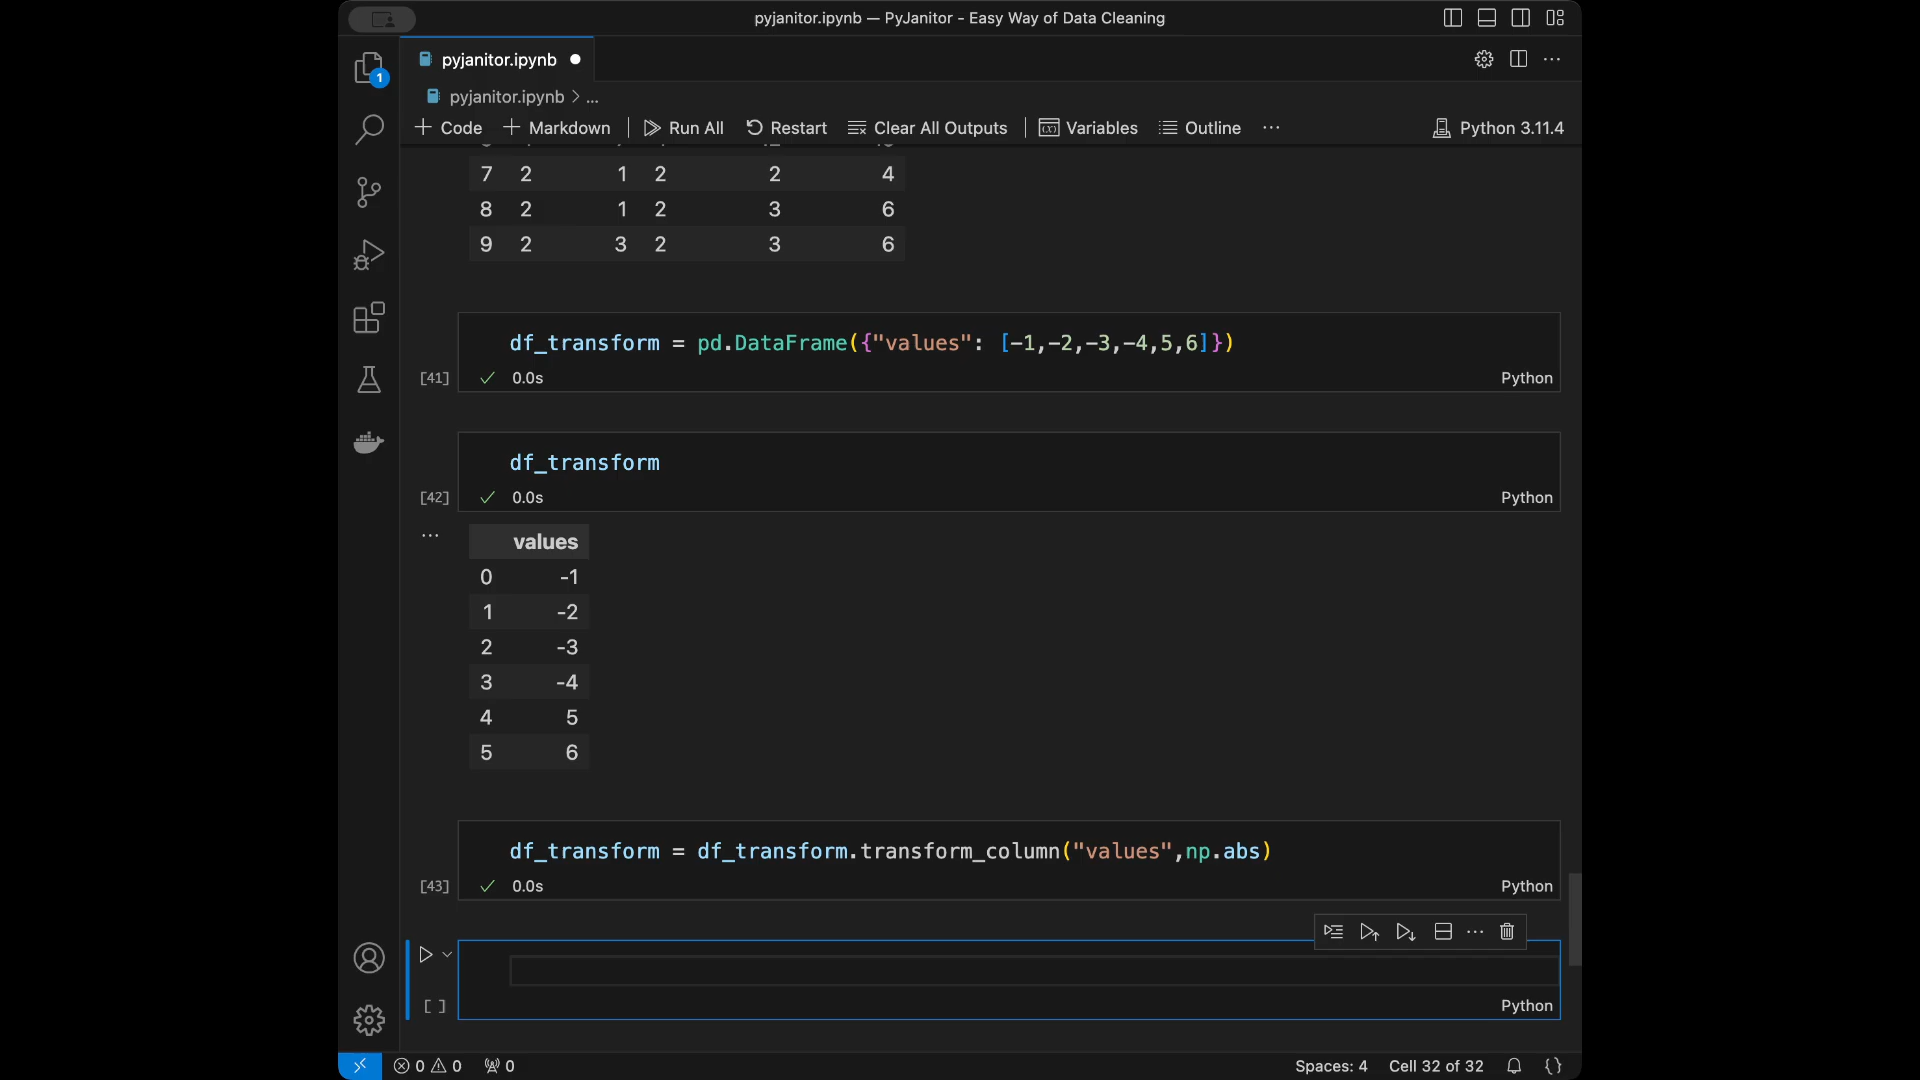 pyjanitor.ipynb — PyJanitor - Easy Way of Data Cleaning
1
pyjanitor.ipynb
pyjanitor.ipynb > ...
Code Markdown Run All Restart Clear All Outputs Variables Outline ... Python 3.11.4
7 2 1 2 2 4
8 2 1 2 3 6
9 2 3 2 3 6
df_transform = pd.DataFrame({"values": [-1,-2,-3,-4,5,6]})
[41] 0.0s Python
df_transform
[42] 0.0s Python
...
values
0 -1
1 -2
2 -3
3 -4
4 5
5 6
df_transform = df_transform.transform_column("values",np.abs)
[43] 0.0s Python
[ ] Python
0 0 0 Spaces: 4 Cell 32 of 32 {}